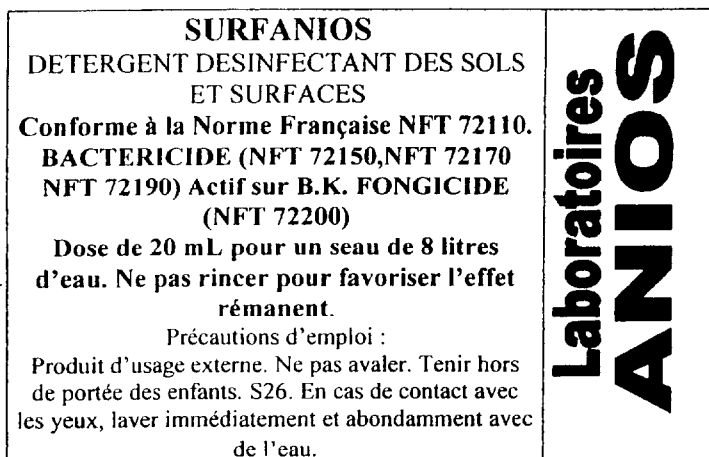 SURFANIOS
DETERGENT DESINFECTANT DES SOLS
ET SURFACES
Conforme à la Norme Française NFT 72110.
BACTERICIDE (NFT 72150,NFT 72170
NFT 72190) Actif sur B.K. FONGICIDE
(NFT 72200)
Dose de 20 mL pour un seau de 8 litres
d'eau. Ne pas rincer pour favoriser l'effet
rémanent.
Précautions d'emploi :
Produit d'usage externe. Ne pas avaler. Tenir hors
de portée des enfants. S26. En cas de contact avec
les yeux, laver immédiatement et abondamment avec
de l'eau.
Laboratoires
ANIOS